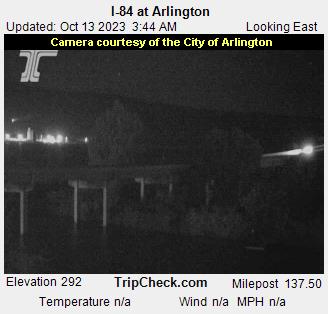 I-84 at Arlington
Updated: Oct 13 2023 3:44 AM Looking East
Camera courtesy of the City of Arlington
Elevation 292 TripCheck.com Milepost 137.50
Temperature n/a Wind n/a MPH n/a